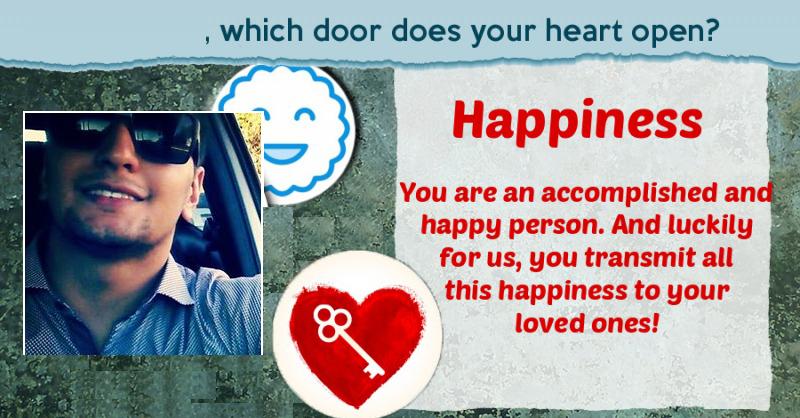 , which door does your heart open?
Happiness
You are an accomplished and
happy person. And luckily
for us, you transmit all
this happiness to your
loved ones!